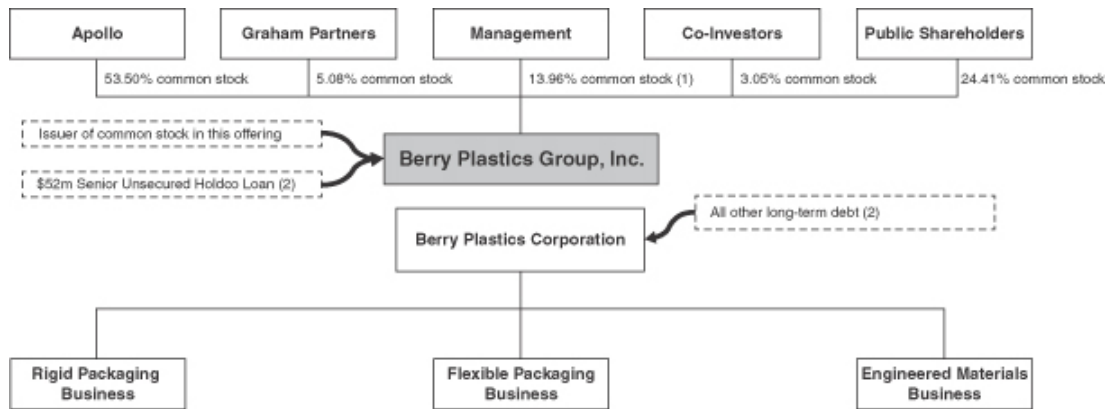 Apollo
Graham Partners
Management
Co-Investors
Public Shareholders
53.50% common stock
5.08% common stock
13.96% common stock (1)
3.05% common stock
24.41% common stock
Issuer of common stock in this offering
Berry Plastics Group, Inc.
$52m Senior Unsecured Holdco Loan (2)
All other long-term debt (2)
Berry Plastics Corporation
Rigid Packaging
Business
Flexible Packaging
Business
Engineered Materials
Business